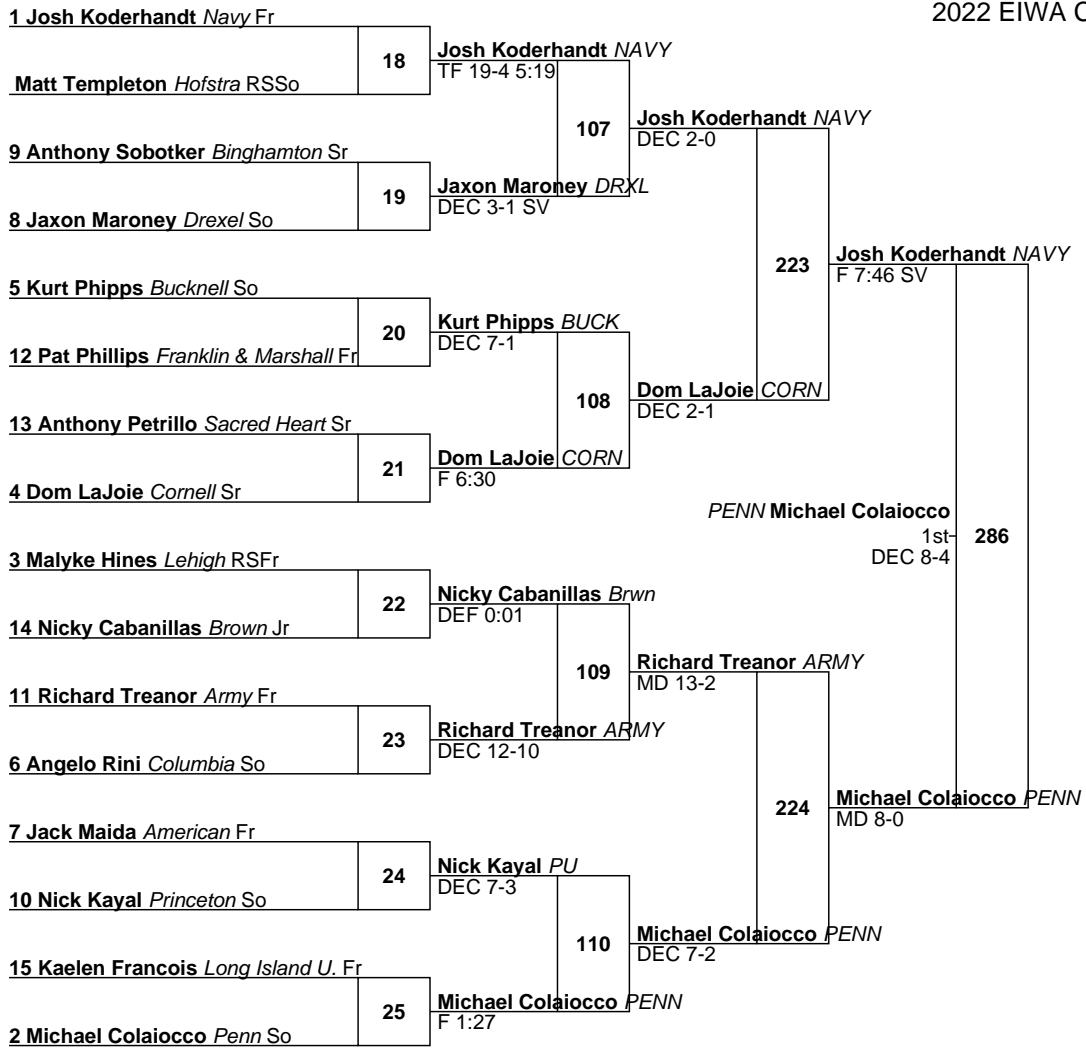 2022 EIWA C
1 Josh Koderhandt Navy Fr
18
Matt Templeton Hofstra RSSo
Josh Koderhandt NAVY
TF 19-4 5:19
107
9 Anthony Sobotker Binghamton Sr
19
8 Jaxon Maroney Drexel So
Jaxon Maroney DRXL
DEC 3-1 SV
Josh Koderhandt NAVY
DEC 2-0
223
5 Kurt Phipps Bucknell So
20
12 Pat Phillips Franklin & Marshall Fr
Kurt Phipps BUCK
DEC 7-1
108
13 Anthony Petrillo Sacred Heart Sr
21
4 Dom LaJoie Cornell Sr
Dom LaJoie CORN
F 6:30
Dom LaJoie CORN
DEC 2-1
Josh Koderhandt NAVY
F 7:46 SV
PENN Michael Colaiocco
1st
DEC 8-4
286
3 Malyke Hines Lehigh RSFr
22
14 Nicky Cabanillas Brown Jr
Nicky Cabanillas Brwn
DEF 0:01
109
11 Richard Treanor Army Fr
23
6 Angelo Rini Columbia So
Richard Treanor ARMY
DEC 12-10
Richard Treanor ARMY
MD 13-2
224
7 Jack Maida American Fr
24
10 Nick Kayal Princeton So
Nick Kayal PU
DEC 7-3
110
15 Kaelen Francois Long Island U. Fr
25
2 Michael Colaiocco Penn So
Michael Colaiocco PENN
F 1:27
Michael Colaiocco PENN
DEC 7-2
Michael Colaiocco PENN
MD 8-0